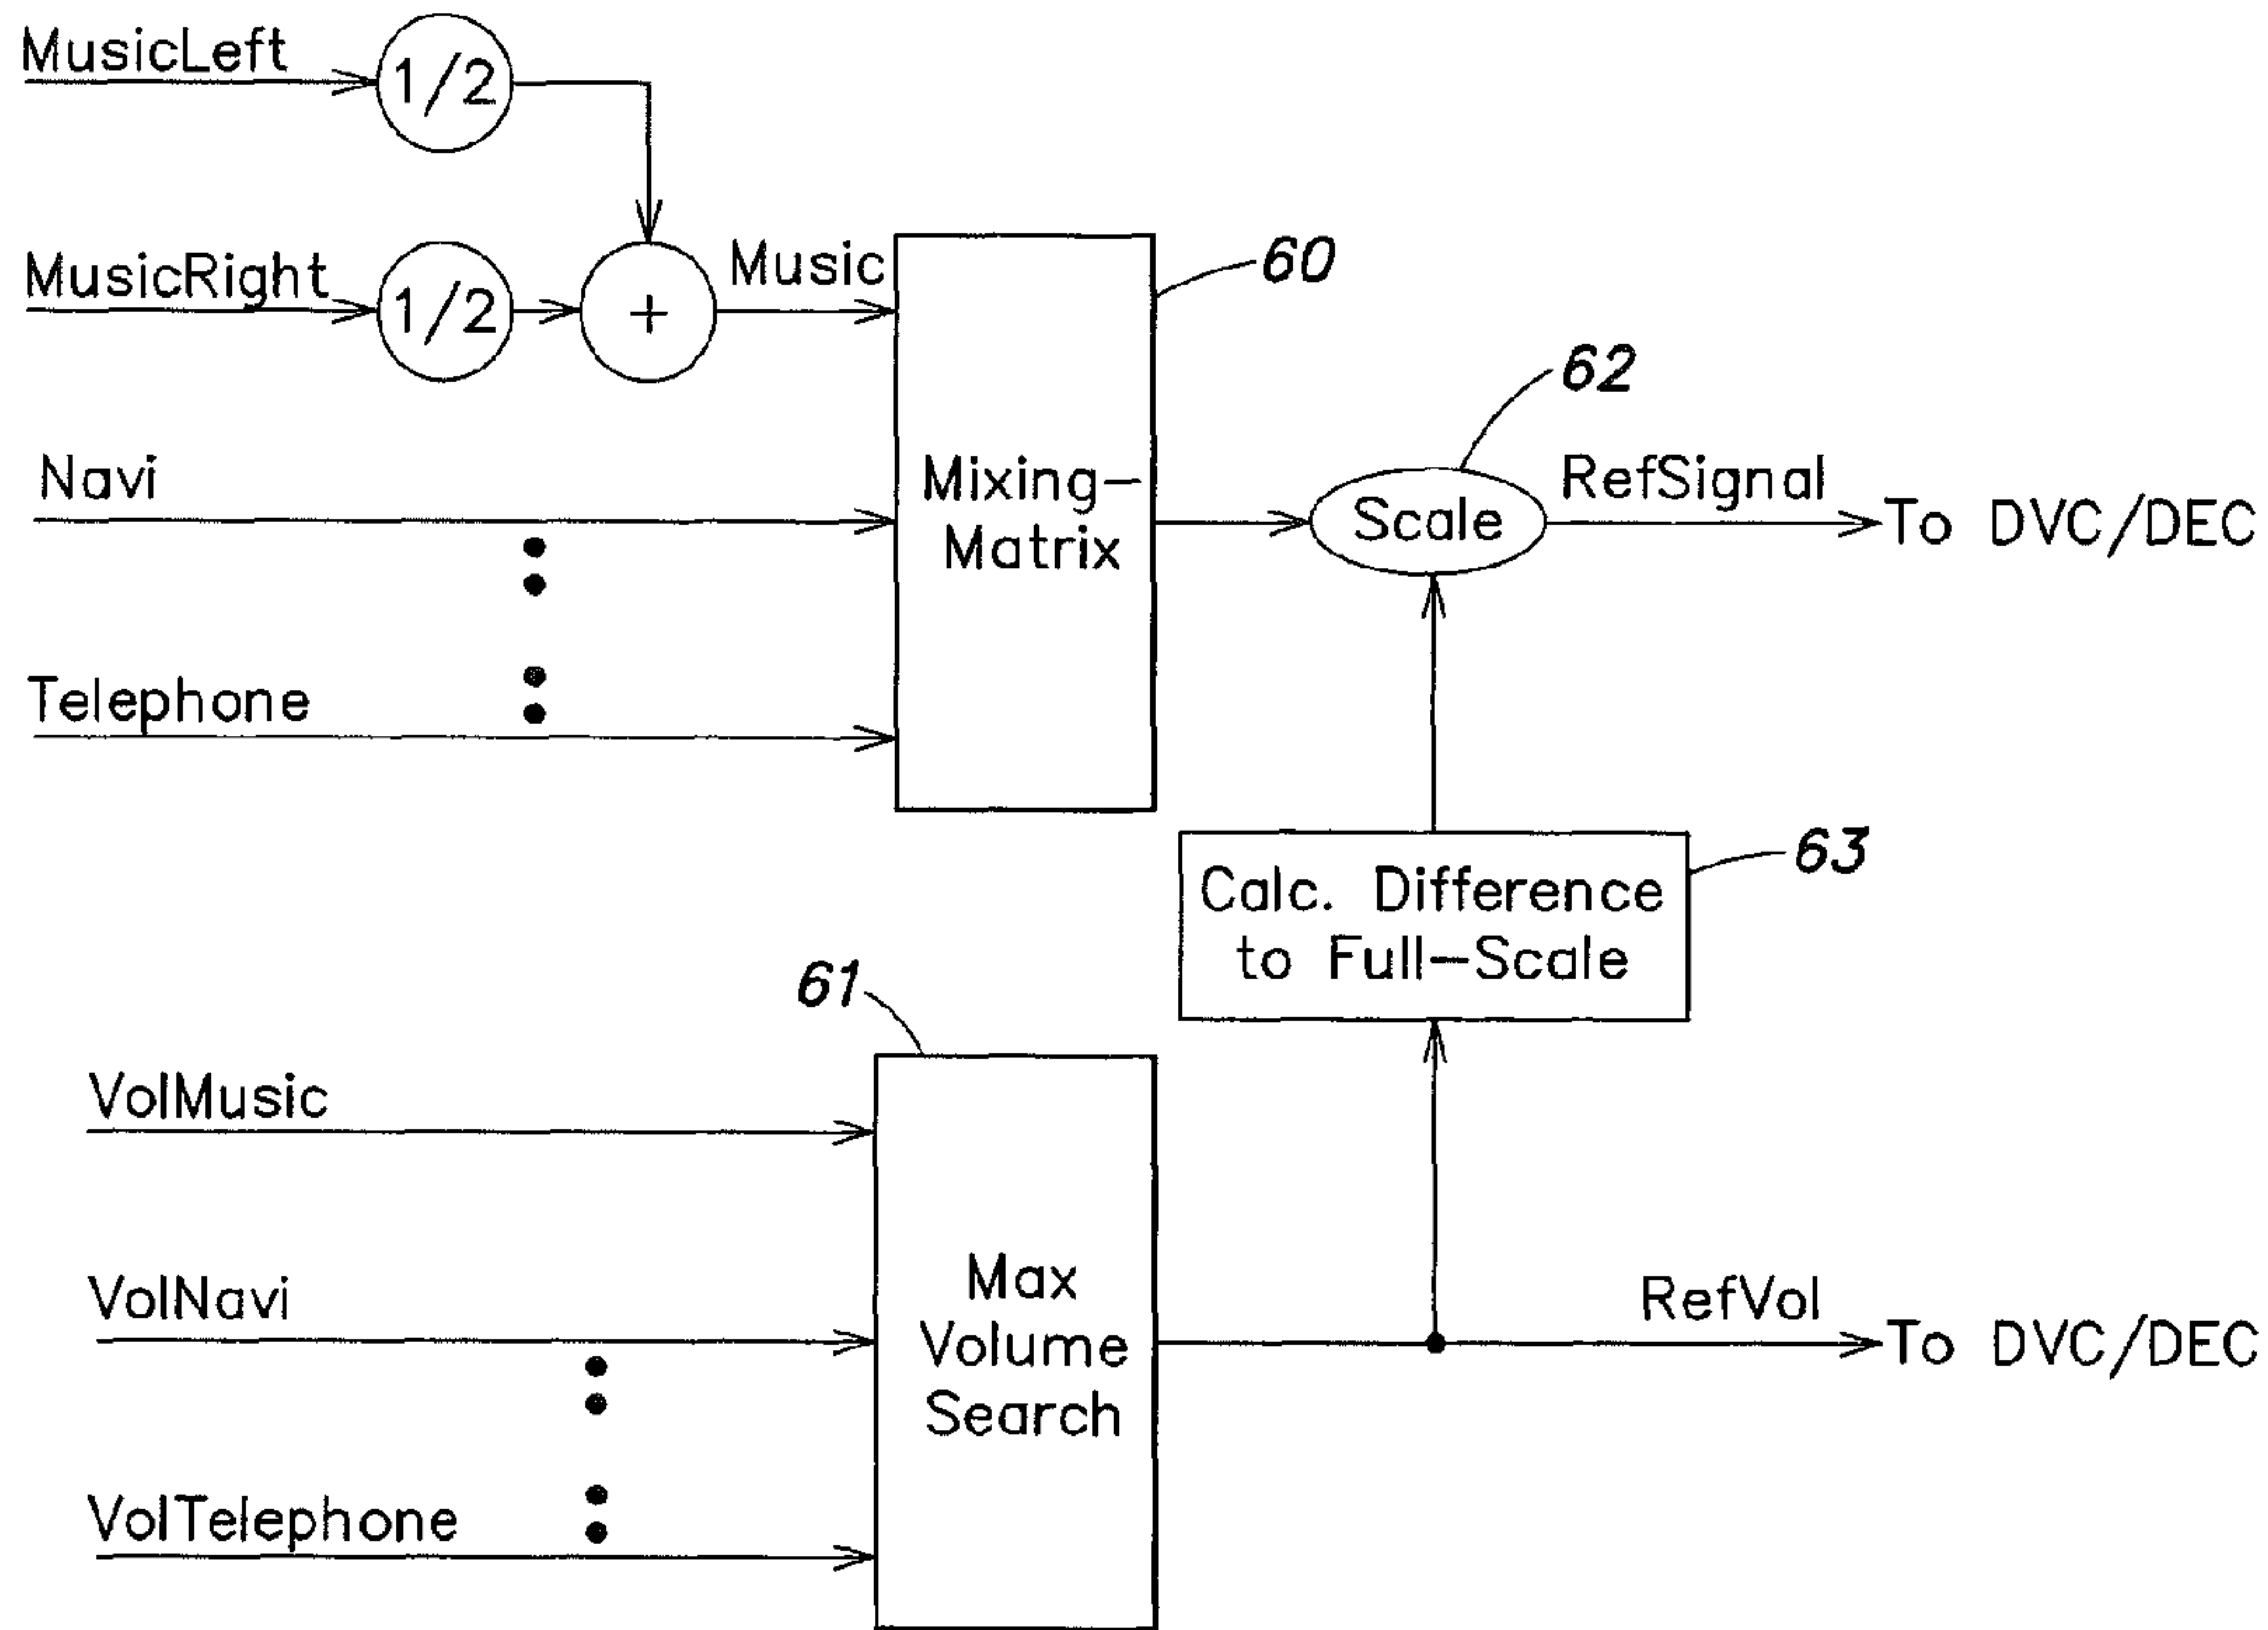 MusicLeft
1/2
MusicRight
1/2
+
Music
60
Navi
Mixing-
Matrix
62
Scale
RefSignal
To DVC/DEC
Telephone
63
Calc. Difference
to Full-Scale
61
VolMusic
VolNavi
Max
Volume
Search
RefVol
To DVC/DEC
VolTelephone